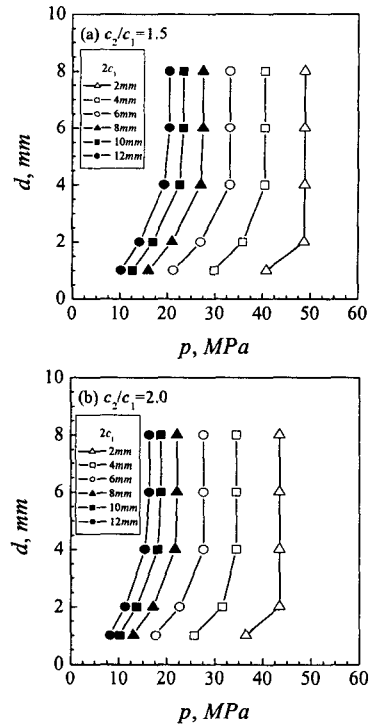 (a) c₂/c₁=1.5
2c₁
2mm
4mm
6mm
8mm
10mm
12mm
d, mm
10
8
6
4
2
0
0 10 20 30 40 50 60
p, MPa
(b) c₂/c₁=2.0
2c₁
2mm
4mm
6mm
8mm
10mm
12mm
d, mm
10
8
6
4
2
0
0 10 20 30 40 50 60
p, MPa